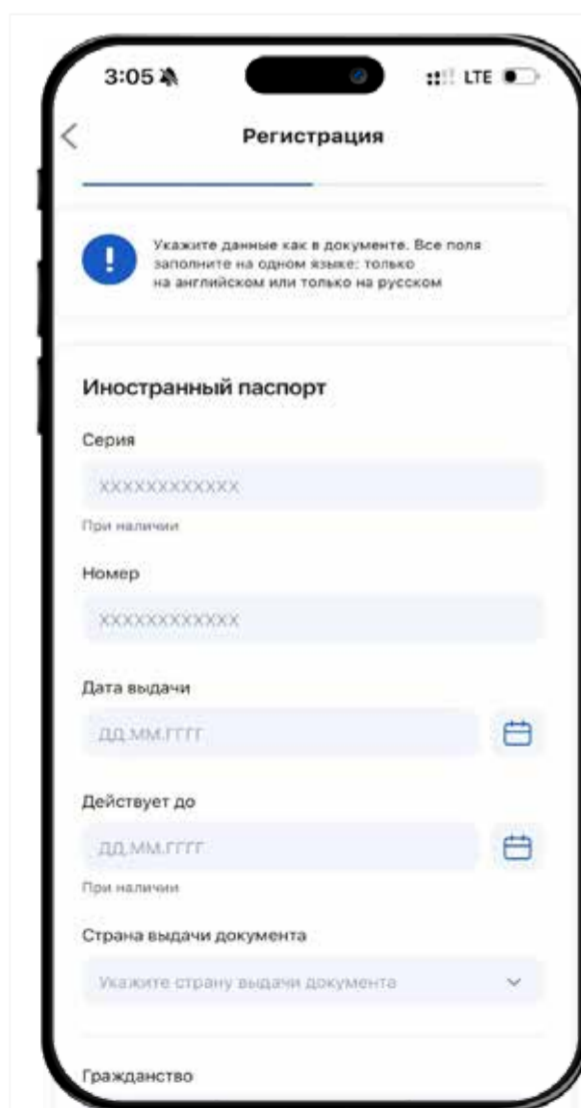 3:05
LTE
Регистрация
Укажите данные как в документе. Все поля
заполните на одном языке: только
на английском или только на русском
Иностранный паспорт
Серия
XXXXXXXXXXXX
При наличии
Номер
XXXXXXXXXXXX
Дата выдачи
ДД.ММ.ГГГГ
Действует до
ДД.ММ.ГГГГ
При наличии
Страна выдачи документа
Укажите страну выдачи документа
Гражданство